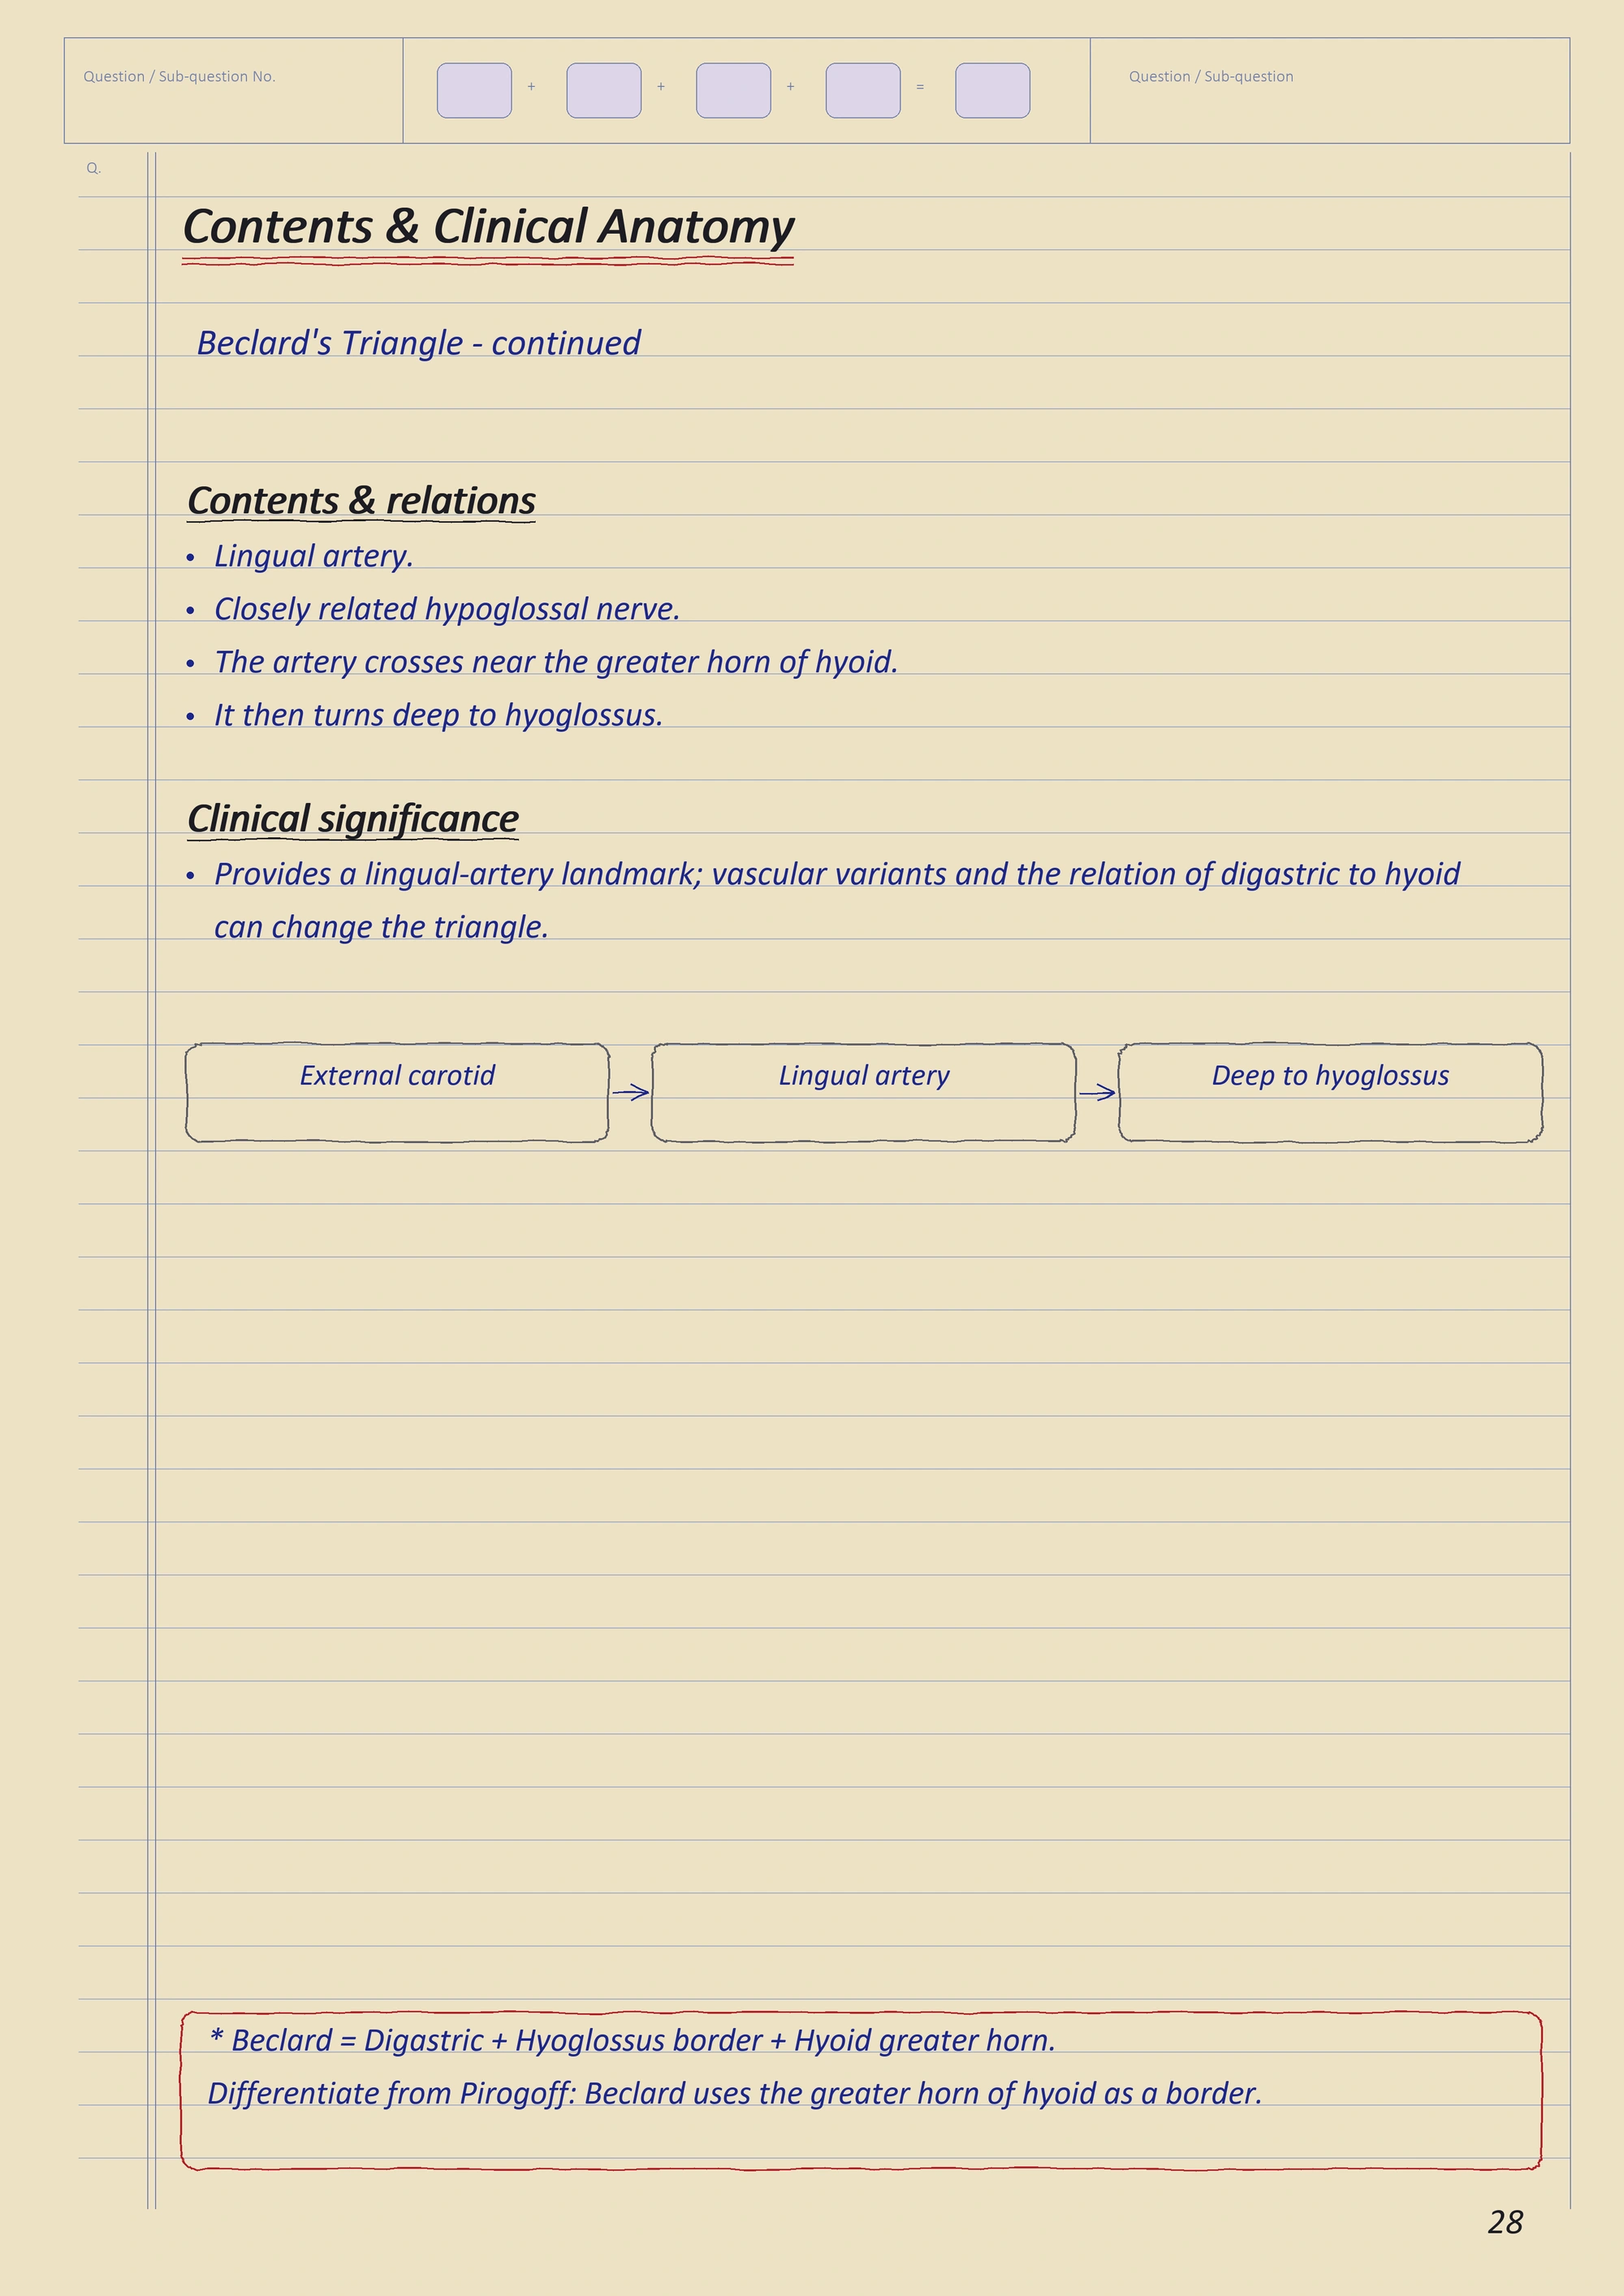 Question / Sub-question No.
+ + + =
Question / Sub-question
Q.
Contents & Clinical Anatomy
Beclard's Triangle - continued
Contents & relations
• Lingual artery.
• Closely related hypoglossal nerve.
• The artery crosses near the greater horn of hyoid.
• It then turns deep to hyoglossus.
Clinical significance
• Provides a lingual-artery landmark; vascular variants and the relation of digastric to hyoid
can change the triangle.
External carotid → Lingual artery → Deep to hyoglossus
* Beclard = Digastric + Hyoglossus border + Hyoid greater horn.
Differentiate from Pirogoff: Beclard uses the greater horn of hyoid as a border.
28